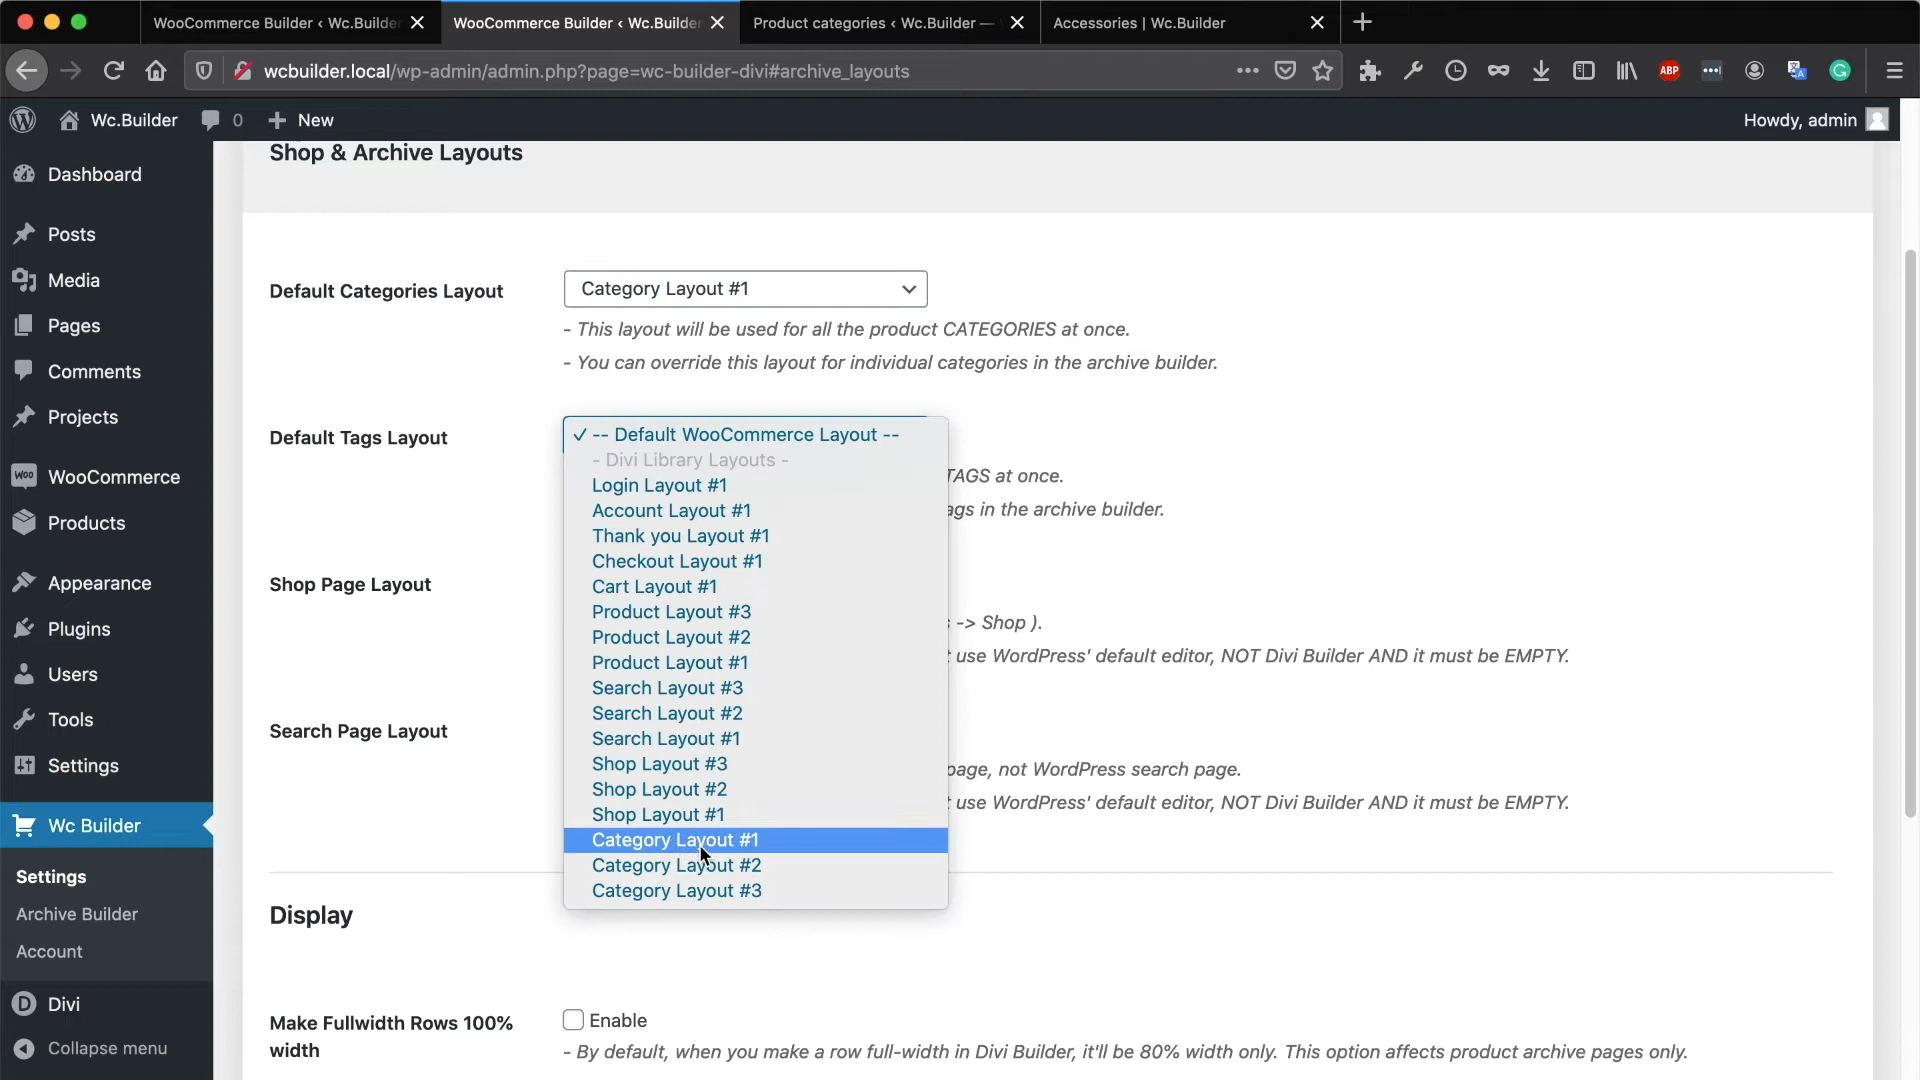 WooCommerce Builder ‹ Wc.Builder
WooCommerce Builder ‹ Wc.Builder
Product categories ‹ Wc.Builder —
Accessories | Wc.Builder
wcbuilder.local/wp-admin/admin.php?page=wc-builder-divi#archive_layouts
ABP
Wc.Builder
0
New
Howdy, admin
Dashboard
Posts
Media
Pages
Comments
Projects
WooCommerce
Products
Appearance
Plugins
Users
Tools
Settings
Wc Builder
Settings
Archive Builder
Account
Divi
Collapse menu
Shop & Archive Layouts
Default Categories Layout
Category Layout #1
- This layout will be used for all the product CATEGORIES at once.
- You can override this layout for individual categories in the archive builder.
Default Tags Layout
✓ -- Default WooCommerce Layout --
- Divi Library Layouts -
Login Layout #1
Account Layout #1
Thank you Layout #1
Checkout Layout #1
Cart Layout #1
Product Layout #3
Product Layout #2
Product Layout #1
Search Layout #3
Search Layout #2
Search Layout #1
Shop Layout #3
Shop Layout #2
Shop Layout #1
Category Layout #1
Category Layout #2
Category Layout #3
TAGS at once.
ags in the archive builder.
Shop Page Layout
-> Shop ).
use WordPress' default editor, NOT Divi Builder AND it must be EMPTY.
Search Page Layout
page, not WordPress search page.
use WordPress' default editor, NOT Divi Builder AND it must be EMPTY.
Display
Make Fullwidth Rows 100%
width
Enable
- By default, when you make a row full-width in Divi Builder, it'll be 80% width only. This option affects product archive pages only.